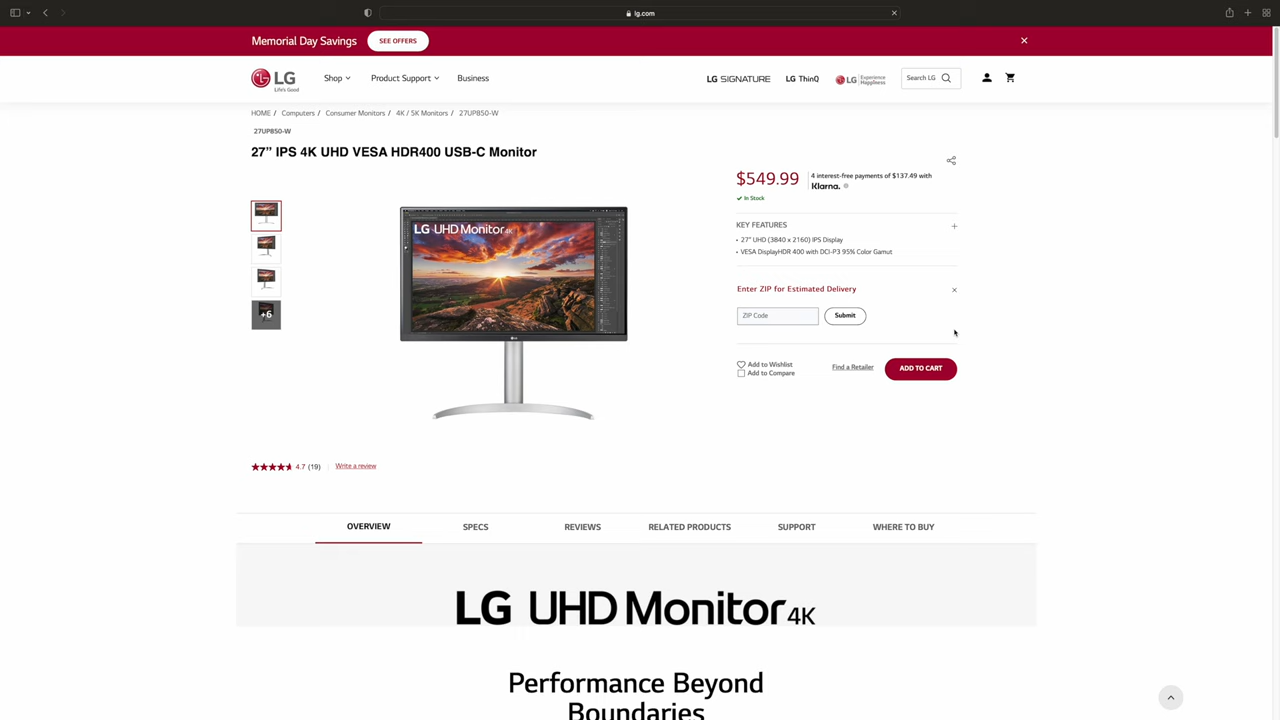 lg.com
Memorial Day Savings
SEE OFFERS
LG
Life's Good
Shop
Product Support
Business
LG SIGNATURE
LG ThinQ
LG Experience Happiness
Search LG
HOME / Computers / Consumer Monitors / 4K / 5K Monitors / 27UP850-W
27UP850-W
27” IPS 4K UHD VESA HDR400 USB-C Monitor
LG UHD Monitor 4K
LG
+6
4.7 (19)
Write a review
$549.99
4 interest-free payments of $137.49 with
Klarna.
In Stock
KEY FEATURES
• 27" UHD (3840 x 2160) IPS Display
• VESA DisplayHDR 400 with DCI-P3 95% Color Gamut
Enter ZIP for Estimated Delivery
ZIP Code
Submit
Add to Wishlist
Add to Compare
Find a Retailer
ADD TO CART
OVERVIEW
SPECS
REVIEWS
RELATED PRODUCTS
SUPPORT
WHERE TO BUY
LG UHD Monitor 4K
Performance Beyond
Boundaries